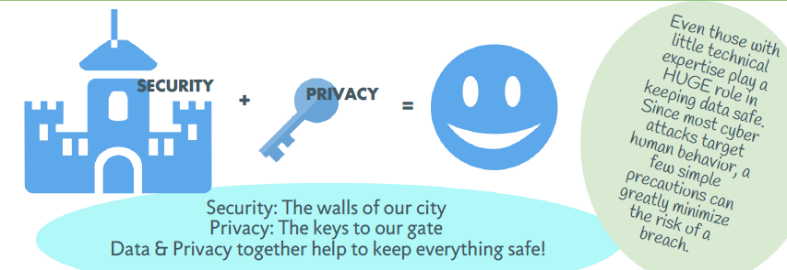 SECURITY
+
PRIVACY
=
Security: The walls of our city
Privacy: The keys to our gate
Data & Privacy together help to keep everything safe!
Even those with
little technical
expertise play a
HUGE role in
keeping data safe.
Since most cyber
attacks target
human behavior, a
few simple
precautions can
greatly minimize
the risk of a
breach.